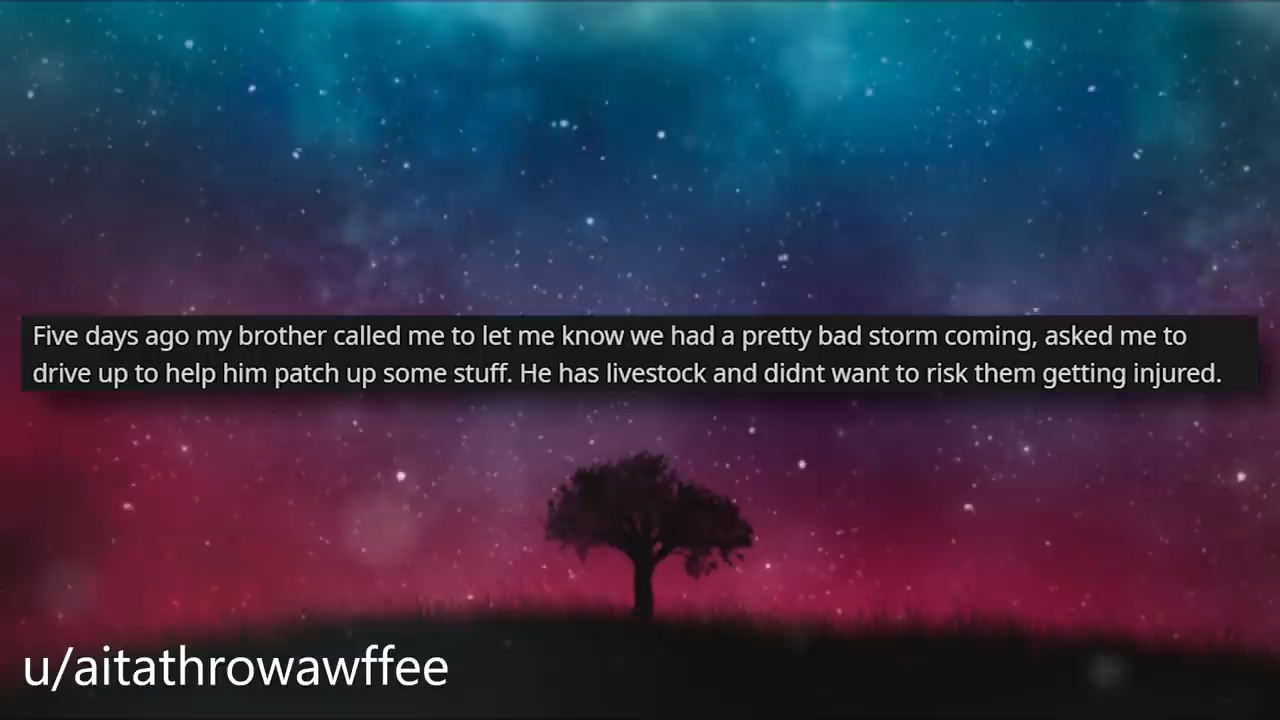 Five days ago my brother called me to let me know we had a pretty bad storm coming, asked me to
drive up to help him patch up some stuff. He has livestock and didnt want to risk them getting injured.
u/aitathrowawffee